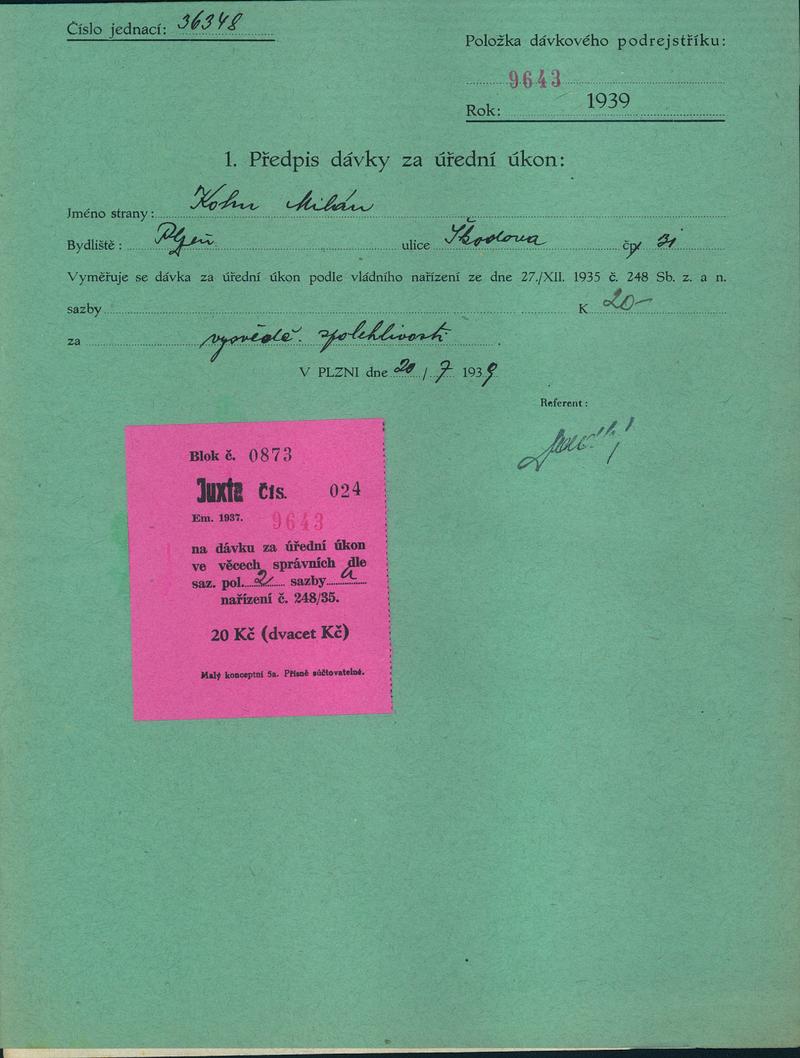 Číslo jednací: 36348
Položka dávkového podrejstříku:
9643
Rok: 1939
1. Předpis dávky za úřední úkon:
Jméno strany: Kohn Milán
Bydliště: Plzeň ulice Škodova čp 31
Vyměřuje se dávka za úřední úkon podle vládního nařízení ze dne 27./XII. 1935 č. 248 Sb. z. a n.
sazby K 20-
za vysvědč. spolehlivosti.
V PLZNI dne 20/7 1939
Referent:
Blok č. 0873
Juxta čís. 024
Em. 1937. 9643
na dávku za úřední úkon
ve věcech správních dle
saz. pol. 2 sazby a
nařízení č. 248/35.
20 Kč (dvacet Kč)
Malý konceptní 5a. Přísně súčtovatelné.